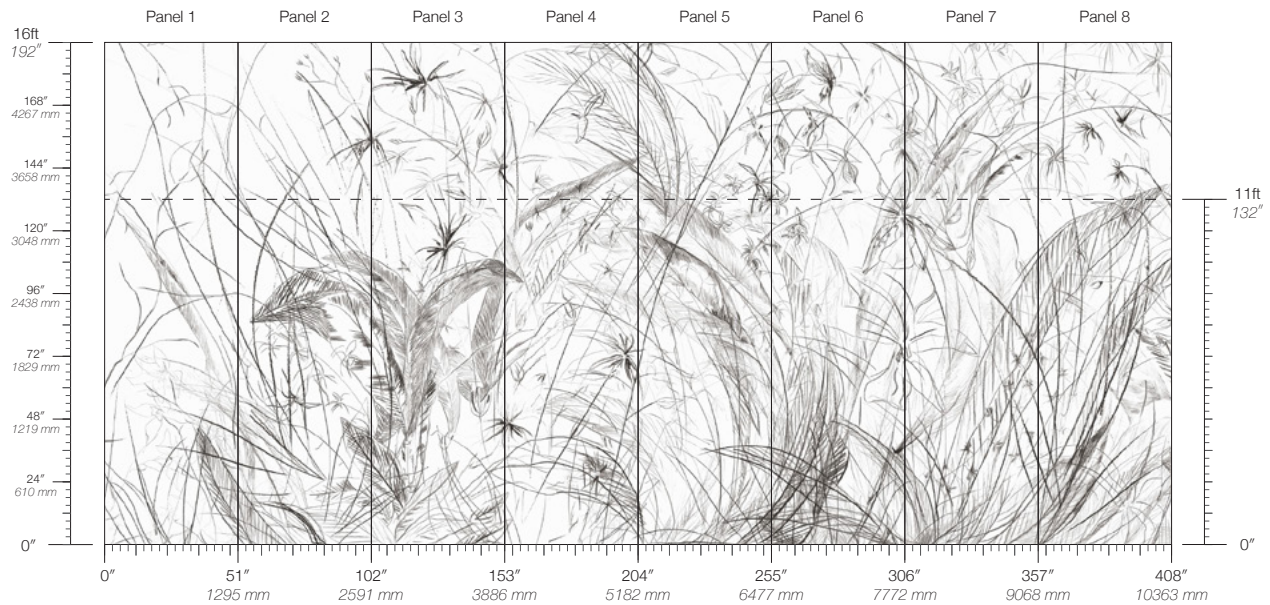 Panel 1 Panel 2 Panel 3 Panel 4 Panel 5 Panel 6 Panel 7 Panel 8
16ft
192″
168″
4267 mm
144″
3658 mm
11ft
132″
120″
3048 mm
96″
2438 mm
72″
1829 mm
48″
1219 mm
24″
610 mm
0″ 0″
0″ 51″ 102″ 153″ 204″ 255″ 306″ 357″ 408″
1295 mm 2591 mm 3886 mm 5182 mm 6477 mm 7772 mm 9068 mm 10363 mm